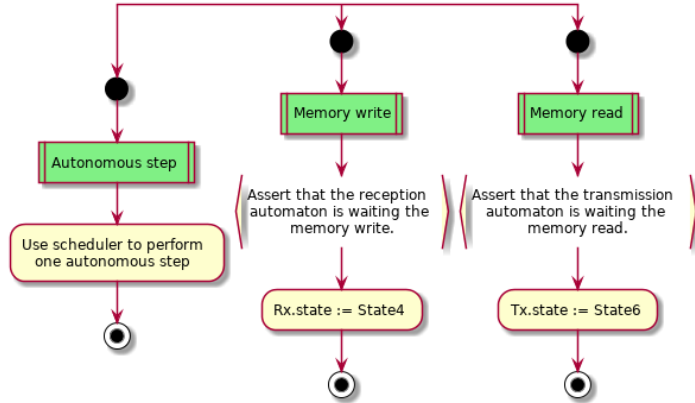 Autonomous step
Use scheduler to perform
one autonomous step
Memory write
Assert that the reception
automaton is waiting the
memory write.
Rx.state := State4
Memory read
Assert that the transmission
automaton is waiting the
memory read.
Tx.state := State6